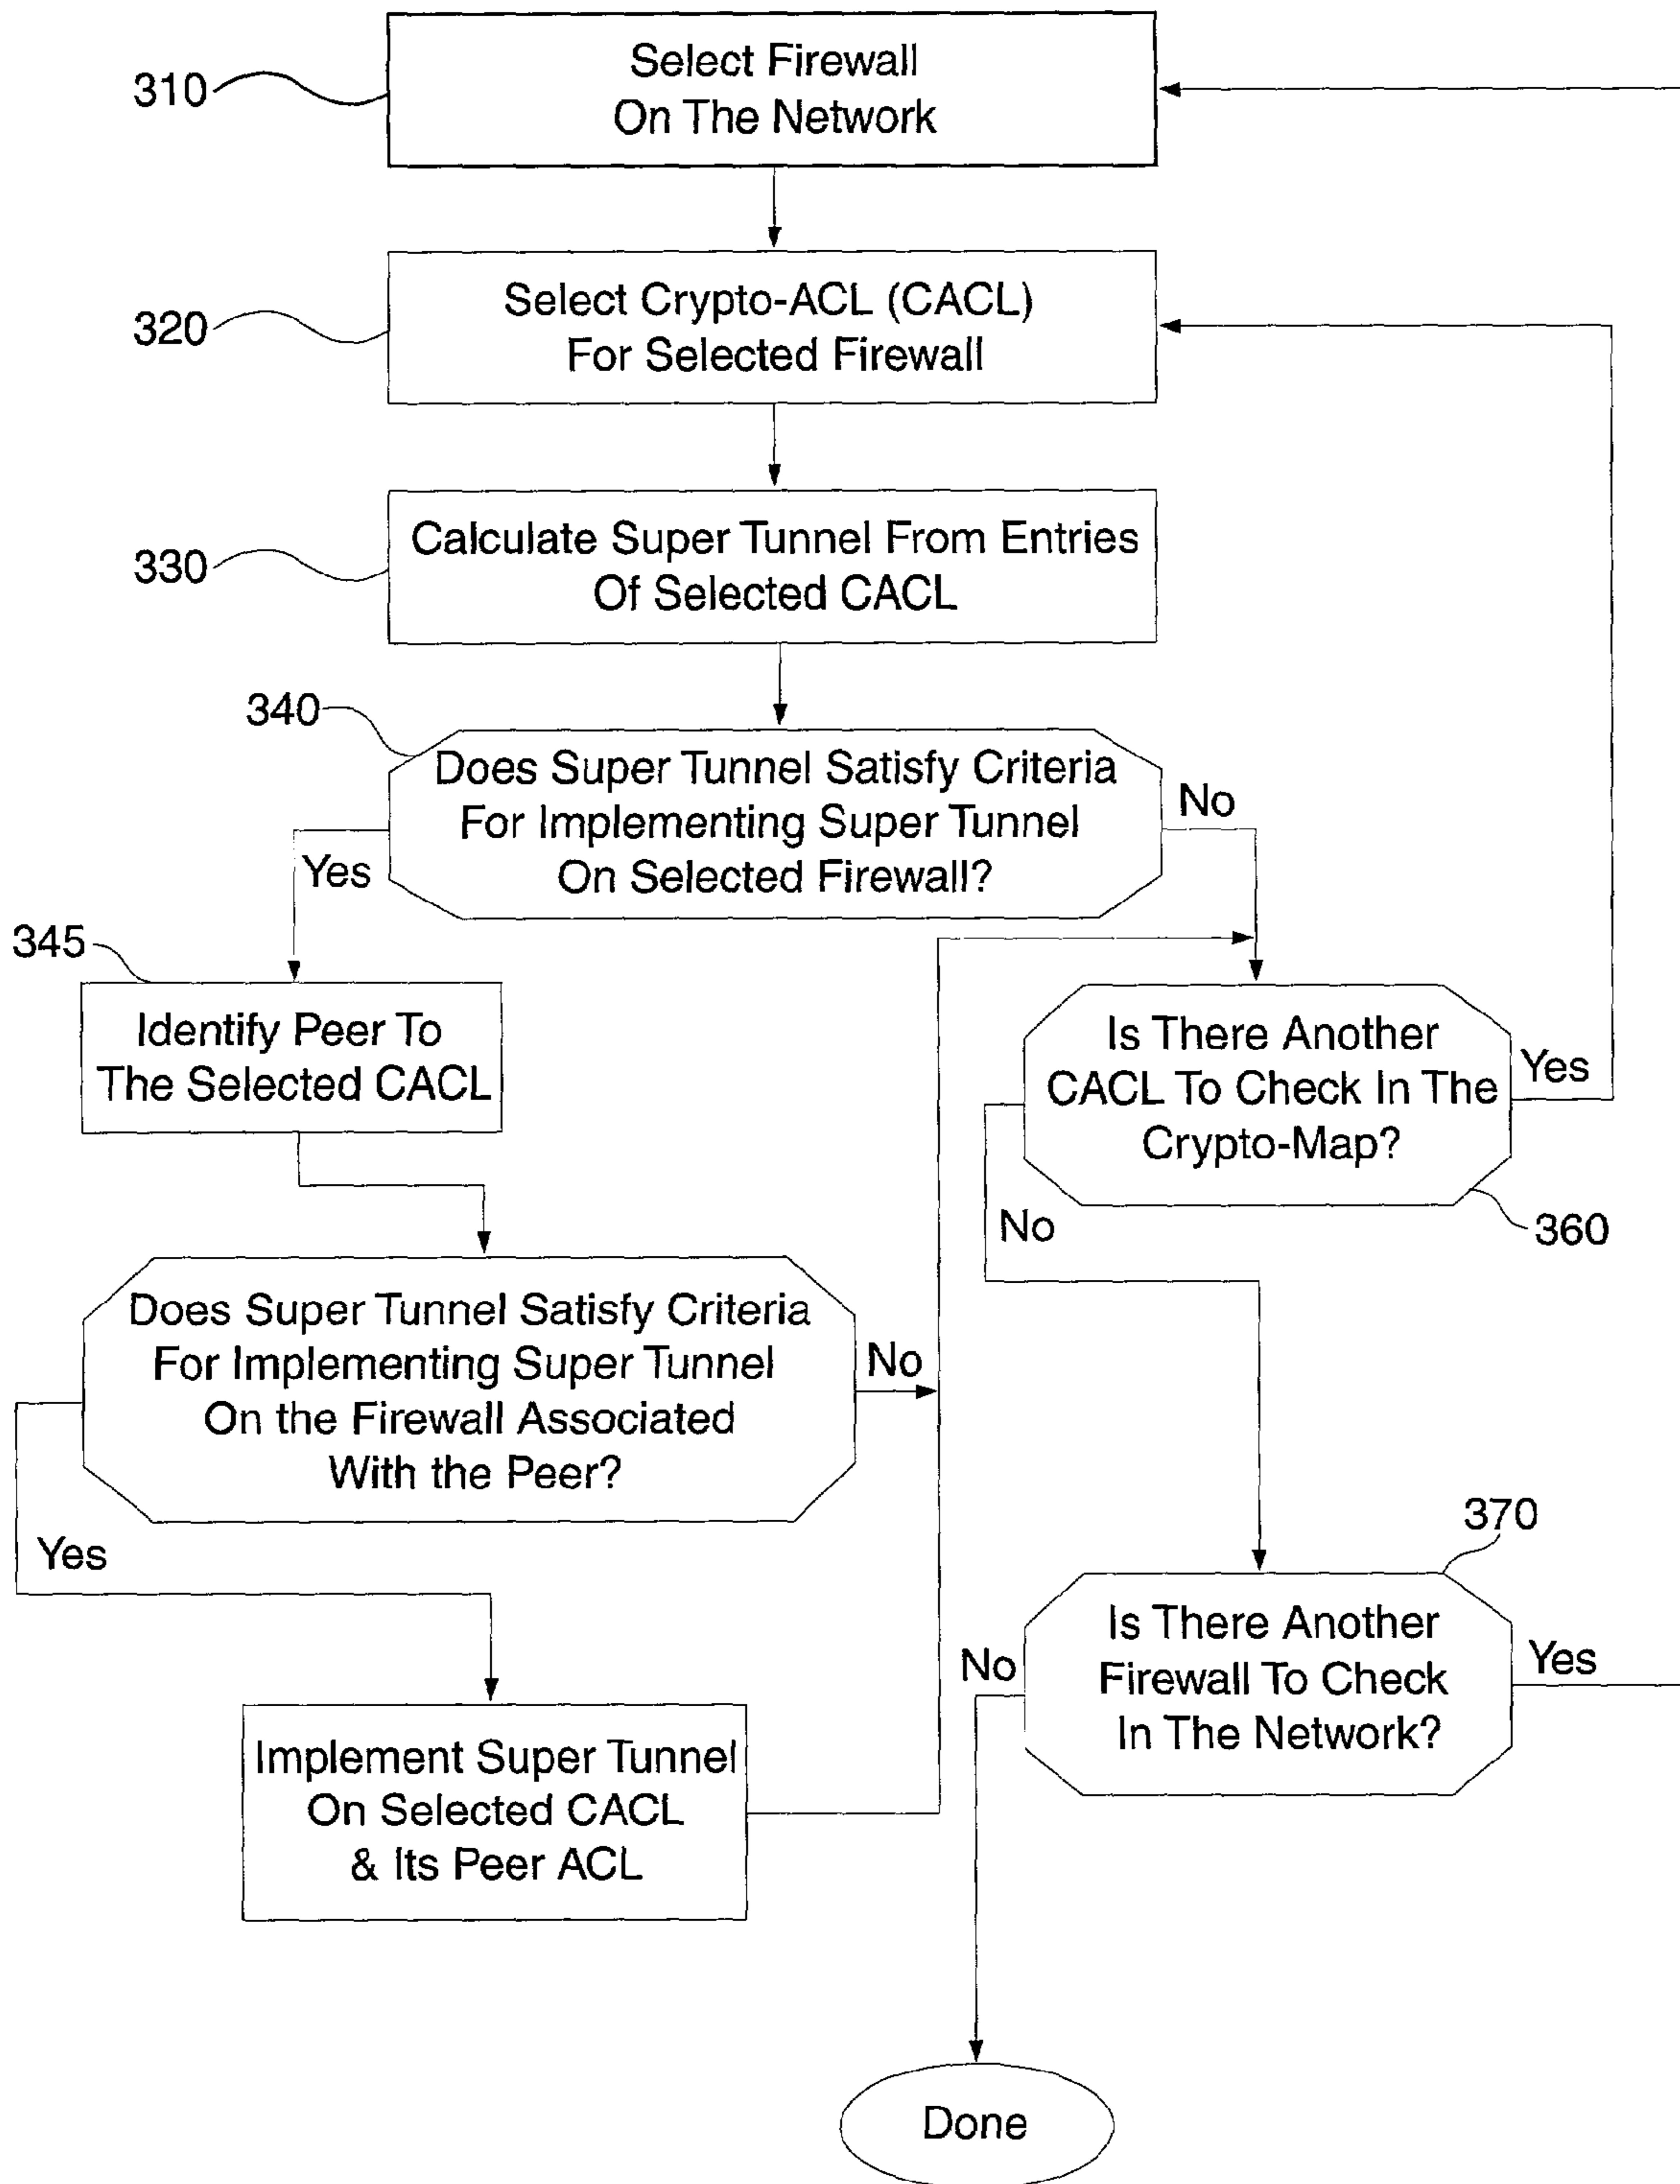 310
Select Firewall
On The Network
320
Select Crypto-ACL (CACL)
For Selected Firewall
330
Calculate Super Tunnel From Entries
Of Selected CACL
340
Does Super Tunnel Satisfy Criteria
For Implementing Super Tunnel
On Selected Firewall?
No
Yes
345
Identify Peer To
The Selected CACL
Is There Another
CACL To Check In The
Crypto-Map?
Yes
No
360
Does Super Tunnel Satisfy Criteria
For Implementing Super Tunnel
On the Firewall Associated
With the Peer?
No
Yes
370
Is There Another
Firewall To Check
In The Network?
No
Yes
Implement Super Tunnel
On Selected CACL
& Its Peer ACL
Done